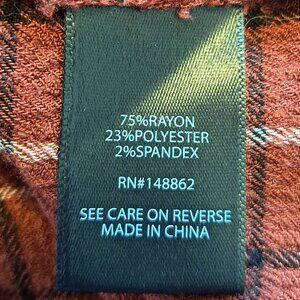 75%RAYON
23%POLYESTER
2%SPANDEX
RN#148862
SEE CARE ON REVERSE
MADE IN CHINA